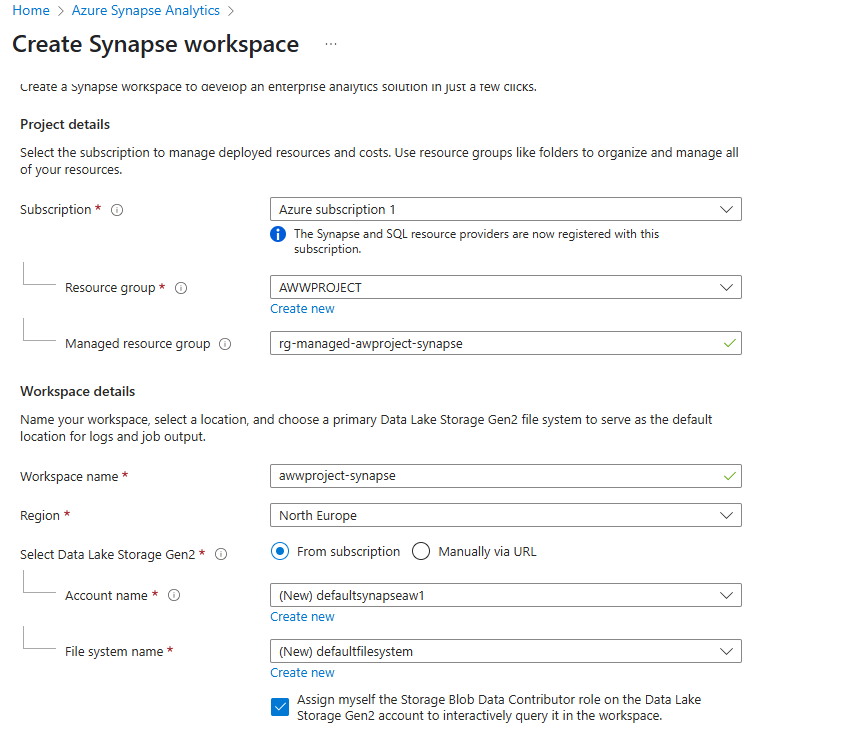 Home > Azure Synapse Analytics >
Create Synapse workspace ...
Create a Synapse workspace to develop an enterprise analytics solution in just a few clicks.
Project details
Select the subscription to manage deployed resources and costs. Use resource groups like folders to organize and manage all
of your resources.
Subscription *
Azure subscription 1
The Synapse and SQL resource providers are now registered with this
subscription.
Resource group *
AWWPROJECT
Create new
Managed resource group
rg-managed-awproject-synapse
Workspace details
Name your workspace, select a location, and choose a primary Data Lake Storage Gen2 file system to serve as the default
location for logs and job output.
Workspace name *
awwproject-synapse
Region *
North Europe
Select Data Lake Storage Gen2 *
From subscription
Manually via URL
Account name *
(New) defaultsynapseaw1
Create new
File system name *
(New) defaultfilesystem
Create new
Assign myself the Storage Blob Data Contributor role on the Data Lake
Storage Gen2 account to interactively query it in the workspace.